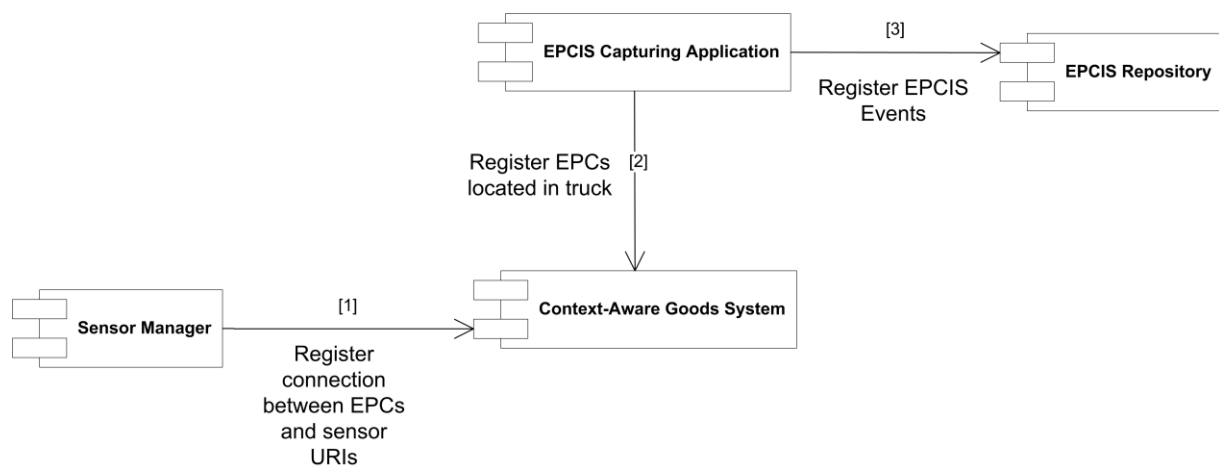 [3]
EPCIS Capturing Application
EPCIS Repository
Register EPCIS
Events
Register EPCs
located in truck
[2]
[1]
Context-Aware Goods System
Sensor Manager
Register
connection
between EPCs
and sensor
URIs